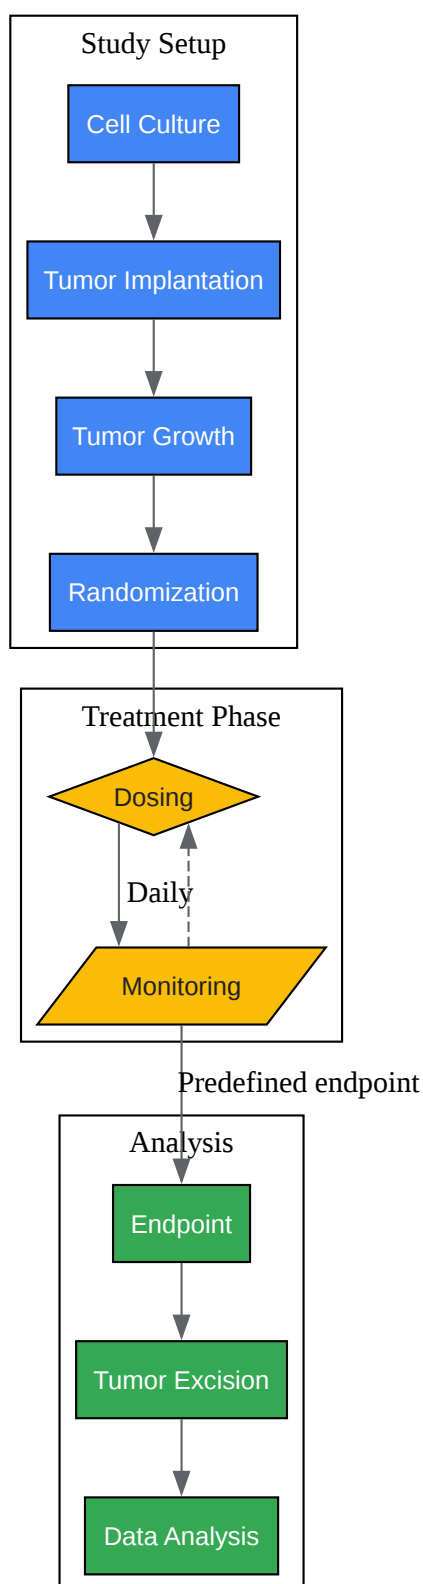 Study Setup
Cell Culture
Tumor Implantation
Tumor Growth
Randomization
Treatment Phase
Dosing
Daily
Monitoring
Predefined endpoint
Analysis
Endpoint
Tumor Excision
Data Analysis